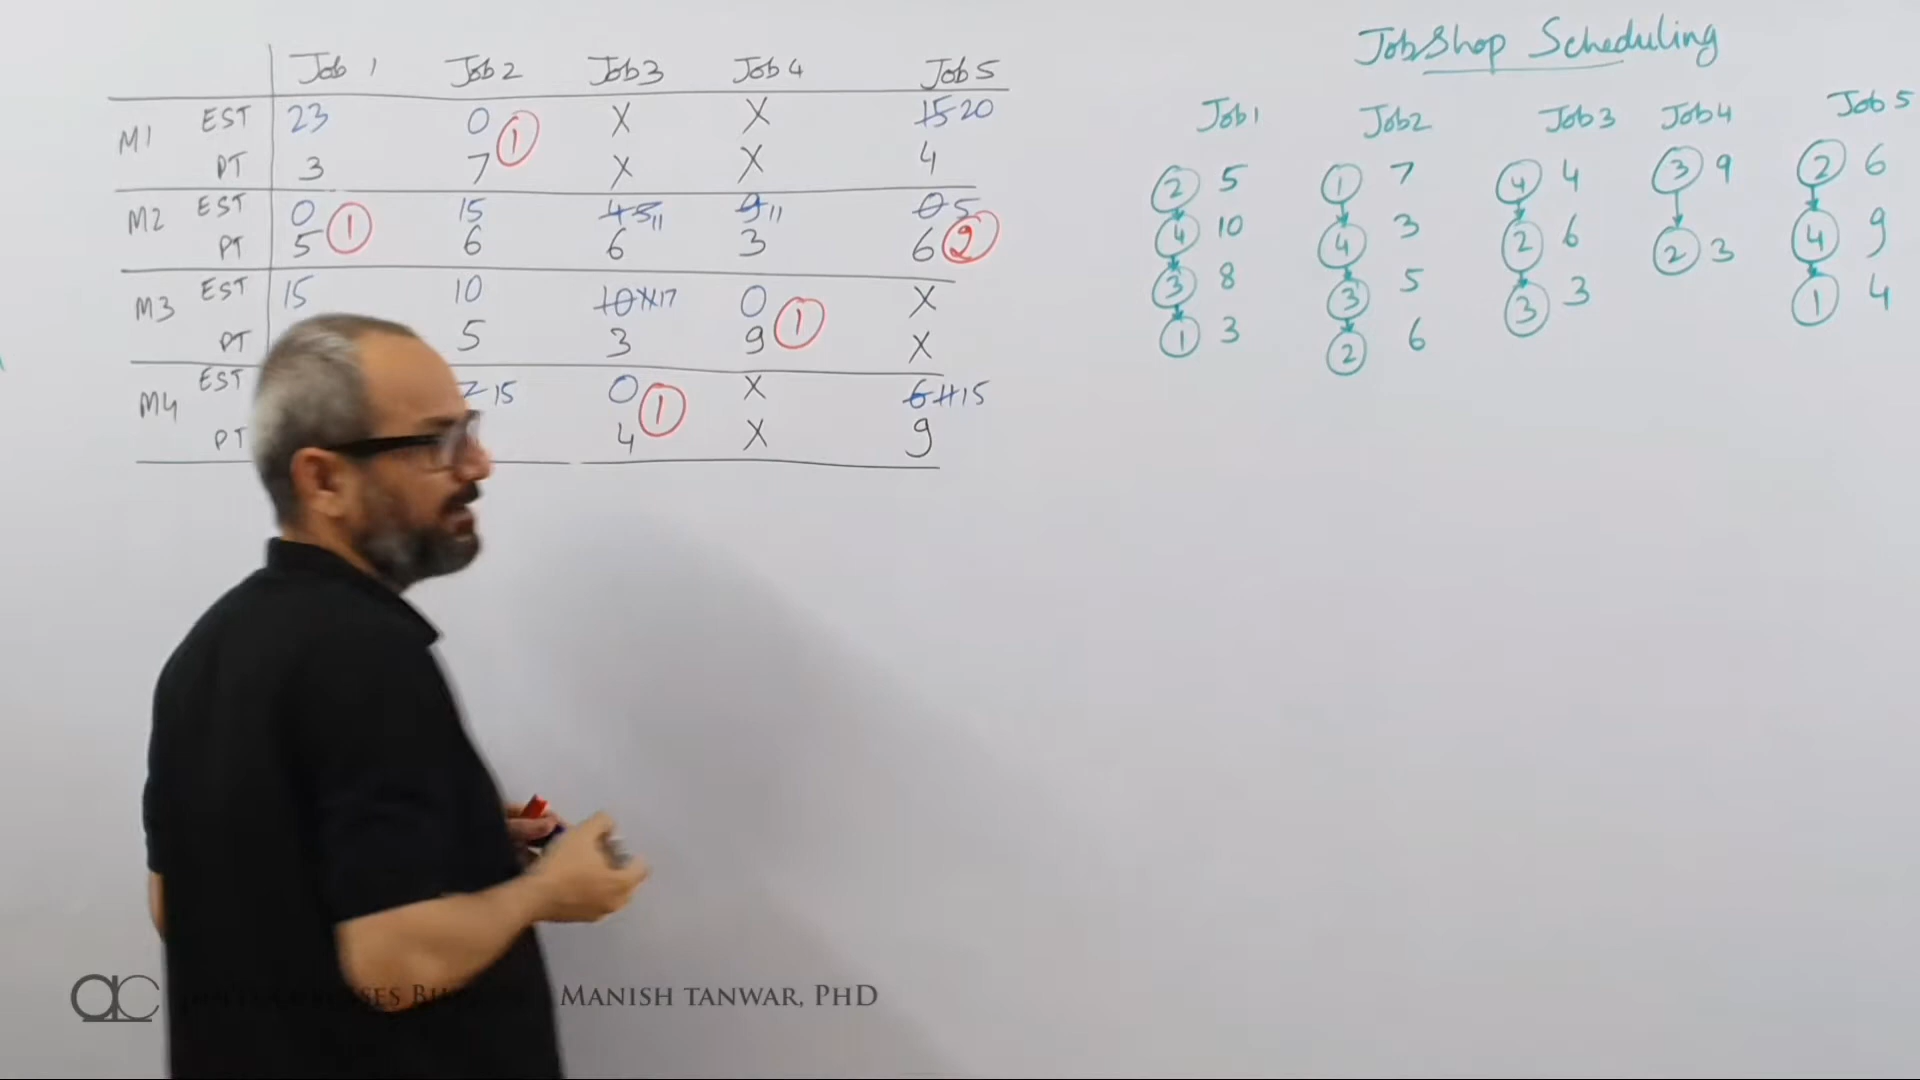 JobShop Scheduling
Job 1 Job 2 Job 3 Job 4 Job 5
M1 EST 23 0 ① X X 15 20
PT 3 7 X X 4
M2 EST 0 ① 15 4 5 11 9 11 0 5
PT 5 6 6 3 6 ②
M3 EST 15 10 10 11 17 0 ① X
PT 5 3 9 X
M4 EST 7 15 0 ① X 6 11 15
PT 4 X 9
Job1 Job2 Job3 Job4 Job 5
② 5 ① 7 ④ 4 ③ 9 ② 6
④ 10 ④ 3 ② 6 ② 3 ④ 9
③ 8 ③ 5 ③ 3 ① 4
① 3 ② 6
MANISH TANWAR, PHD